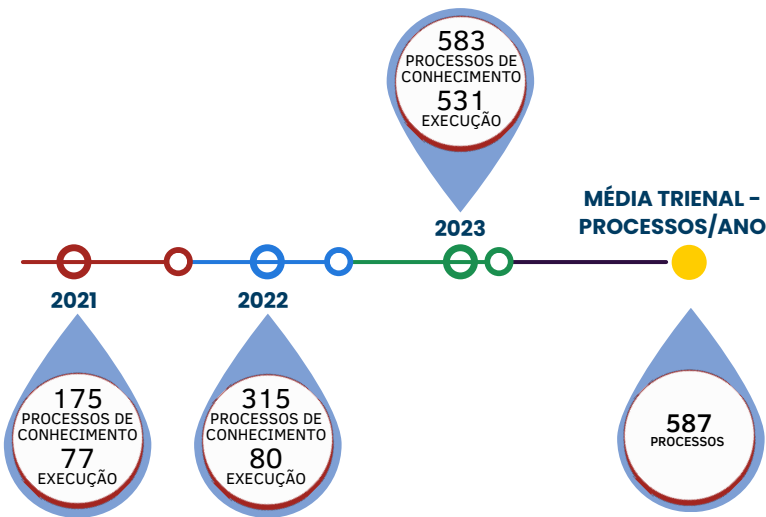 2021
175
PROCESSOS DE
CONHECIMENTO
77
EXECUÇÃO
2022
315
PROCESSOS DE
CONHECIMENTO
80
EXECUÇÃO
583
PROCESSOS DE
CONHECIMENTO
531
EXECUÇÃO
2023
MÉDIA TRIENAL -
PROCESSOS/ANO
587
PROCESSOS